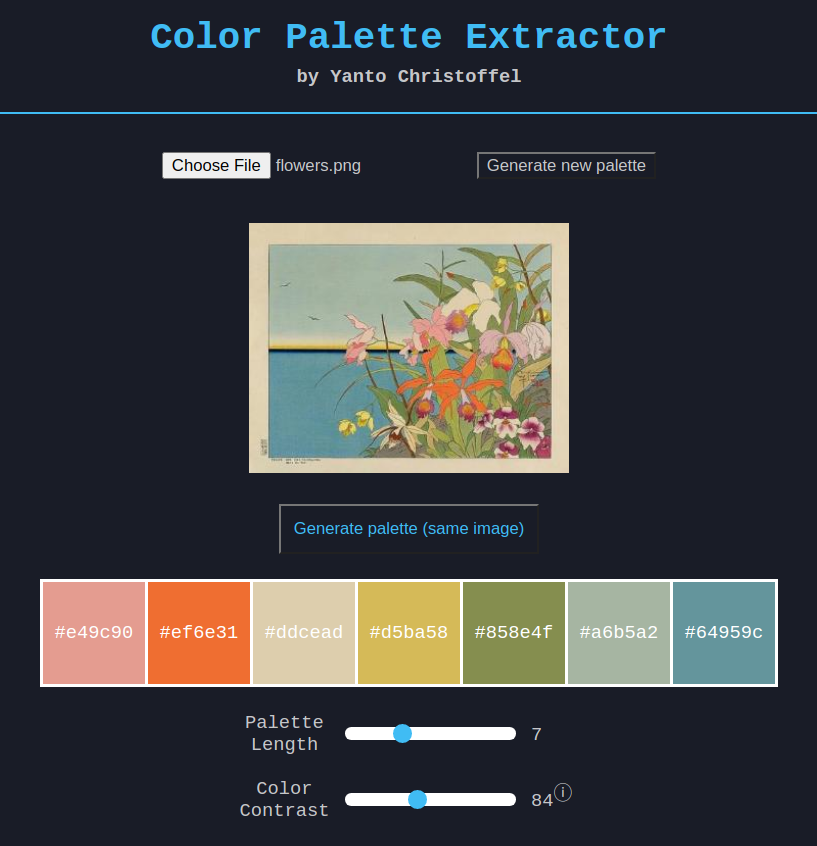 Color Palette Extractor
by Yanto Christoffel
Choose File flowers.png
Generate new palette
Generate palette (same image)
#e49c90 #ef6e31 #ddcead #d5ba58 #858e4f #a6b5a2 #64959c
Palette
Length
7
Color
Contrast
84 i